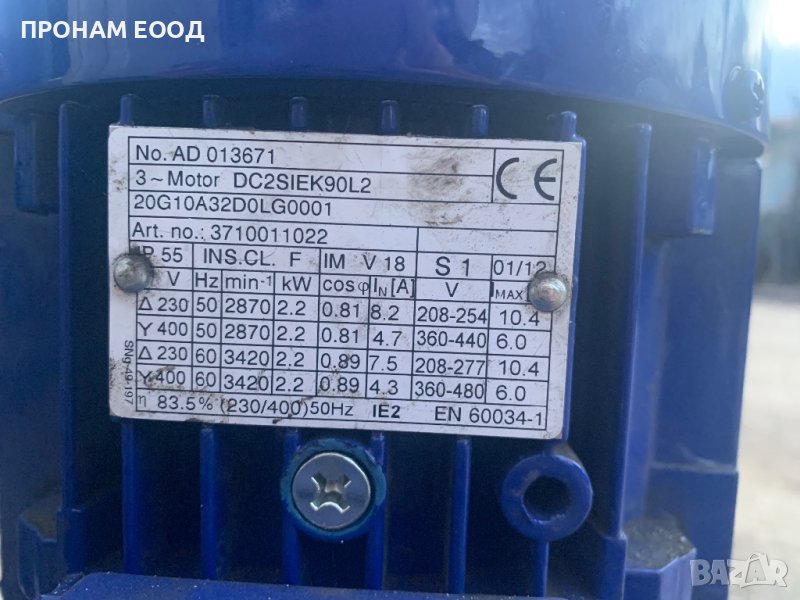 ПРОНАМ ЕООД
No. AD 013671
3~Motor DC2SIEK90L2
CE
20G10A32D0LG0001
Art. no.: 3710011022
55 INS.CL. F IM V 18 S 1 01/12
V Hz min-1 kW cosφ IN [A] V IMAX
Δ 230 50 2870 2.2 0.81 8.2 208-254 10.4
Y 400 50 2870 2.2 0.81 4.7 360-440 6.0
Δ 230 60 3420 2.2 0.89 7.5 208-277 10.4
Y 400 60 3420 2.2 0.89 4.3 360-480 6.0
η 83.5% (230/400)50Hz IE2 EN 60034-1
BAZAR
bg